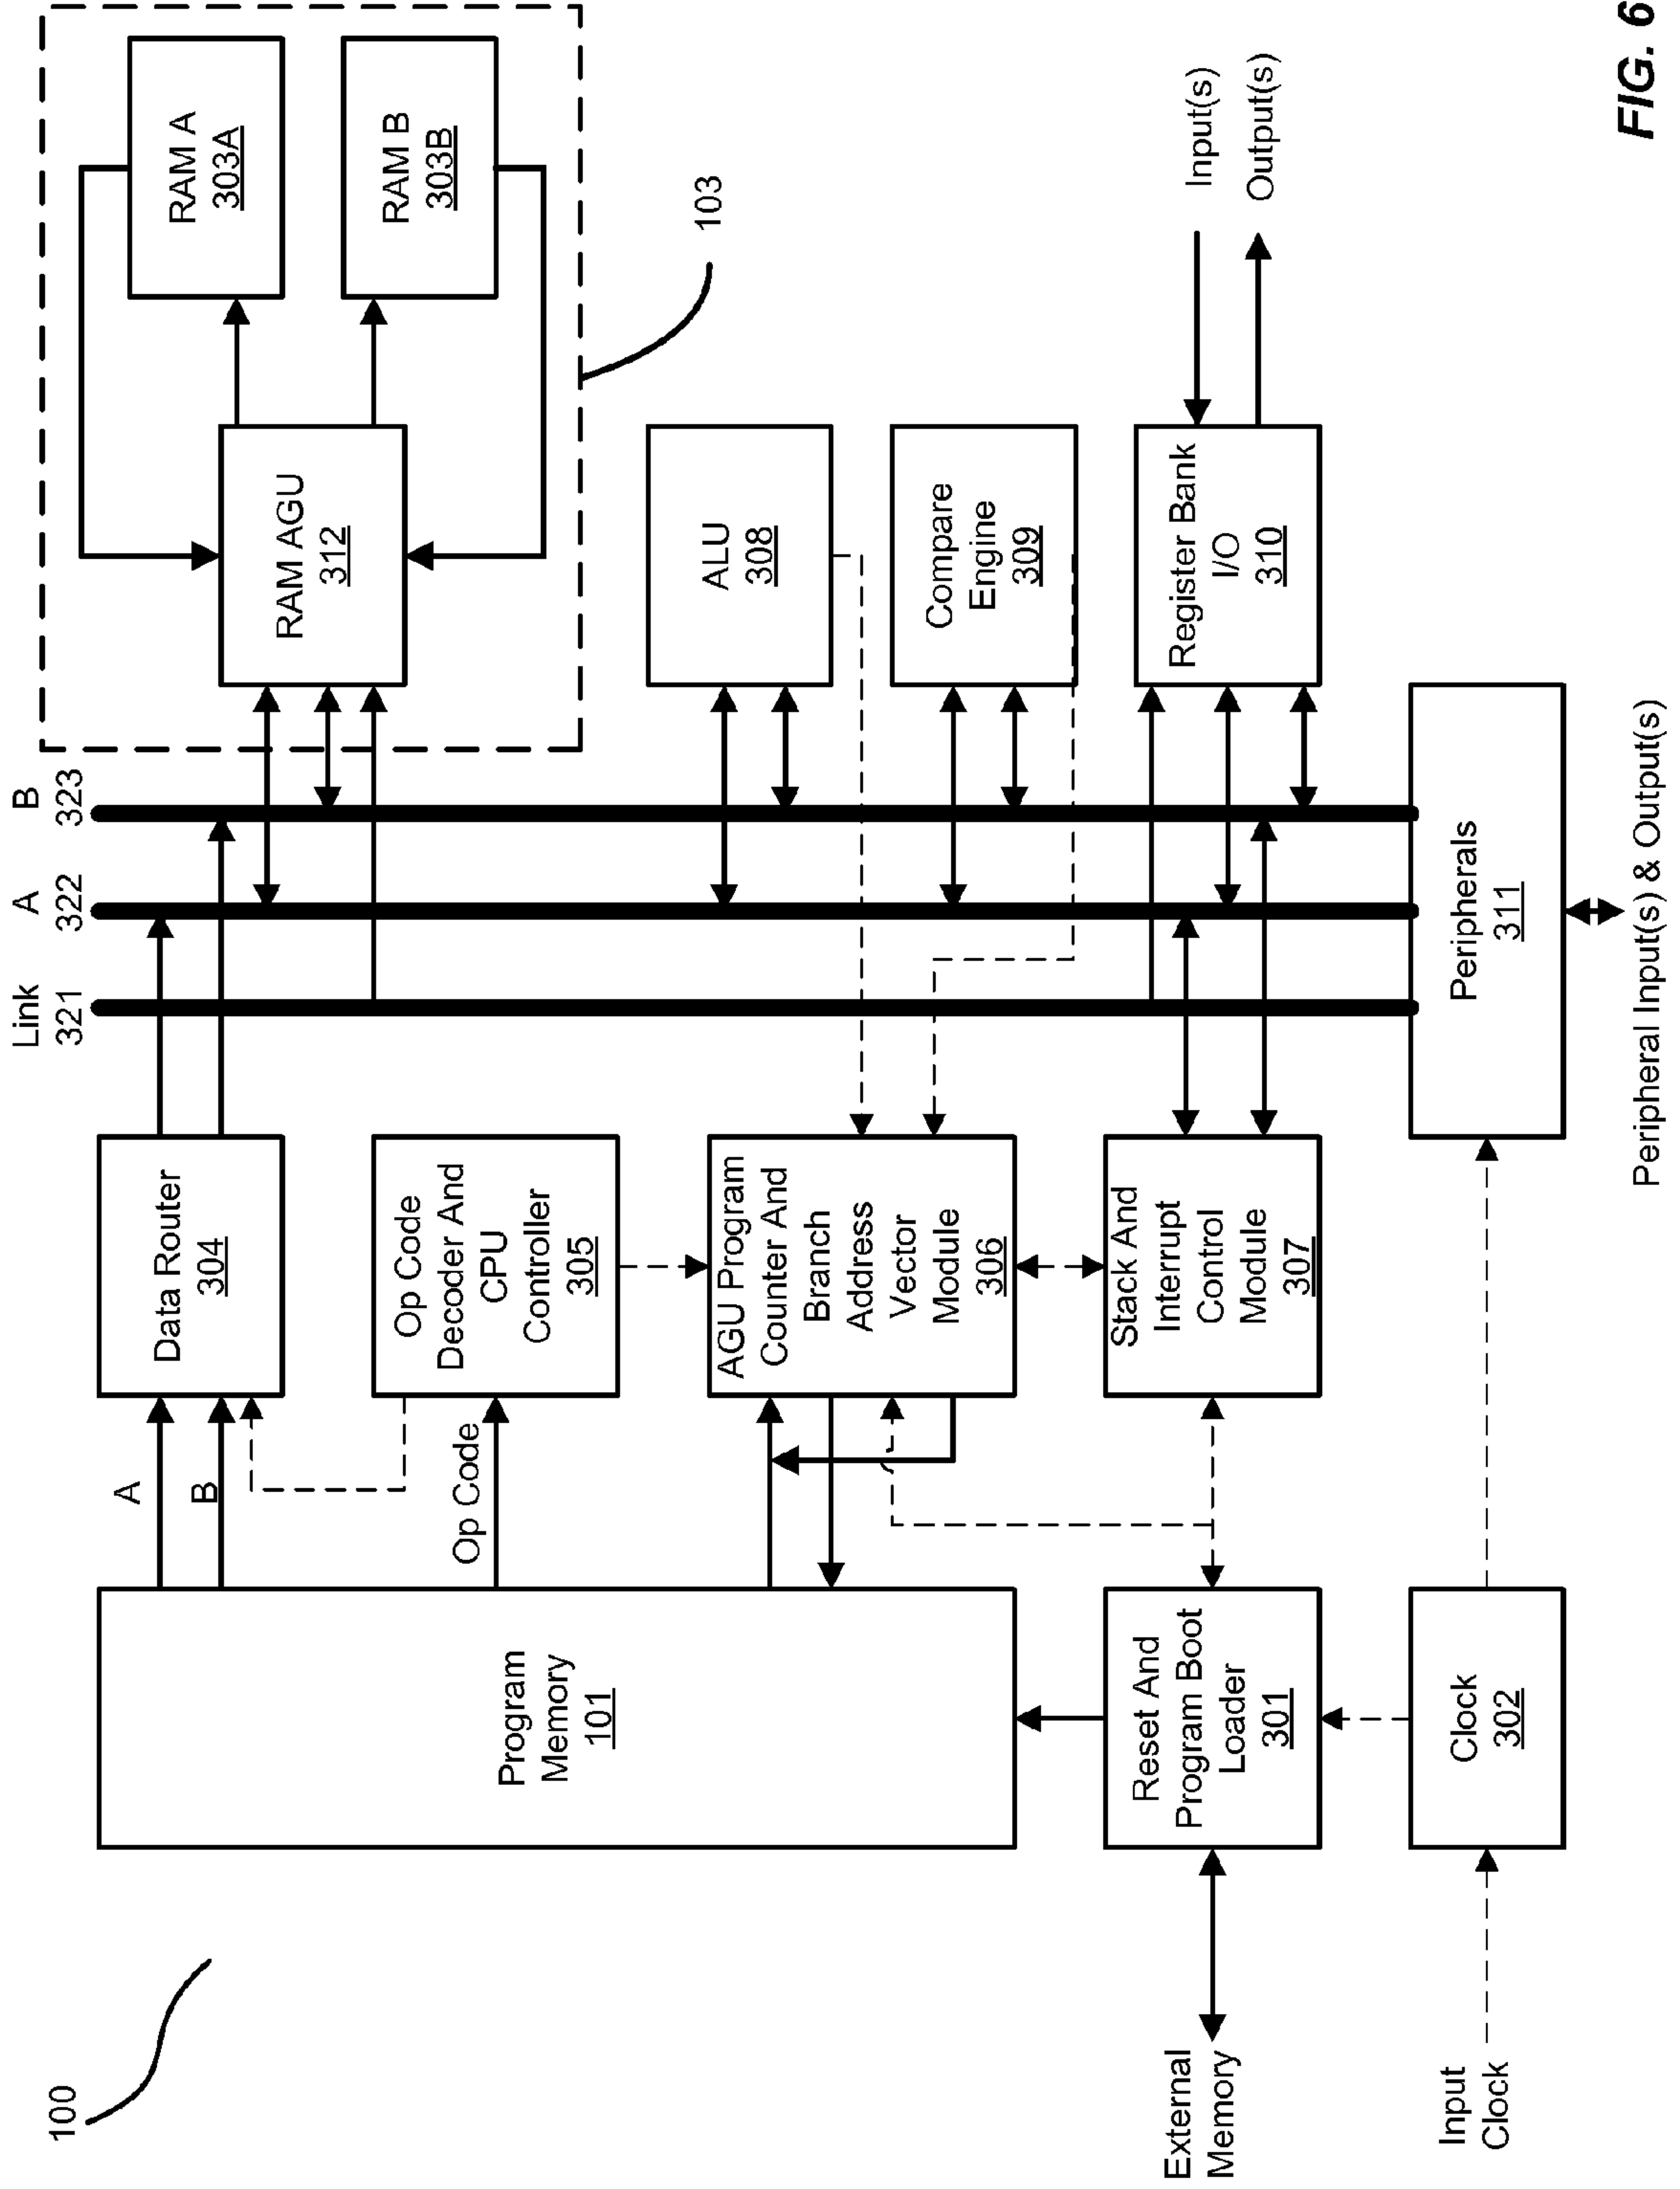 100
Link
321
A
322
B
323
RAM A
303A
RAM B
303B
RAM AGU
312
103
A
B
Data Router
304
Program
Memory
101
Op Code
Op Code
Decoder And
CPU
Controller
305
ALU
308
AGU Program
Counter And
Branch
Address
Vector
Module
306
Compare
Engine
309
External
Memory
Reset And
Program Boot
Loader
301
Stack And
Interrupt
Control
Module
307
Register Bank
I/O
310
Input(s)
Output(s)
Input
Clock
Clock
302
Peripherals
311
Peripheral Input(s) & Output(s)
FIG. 6